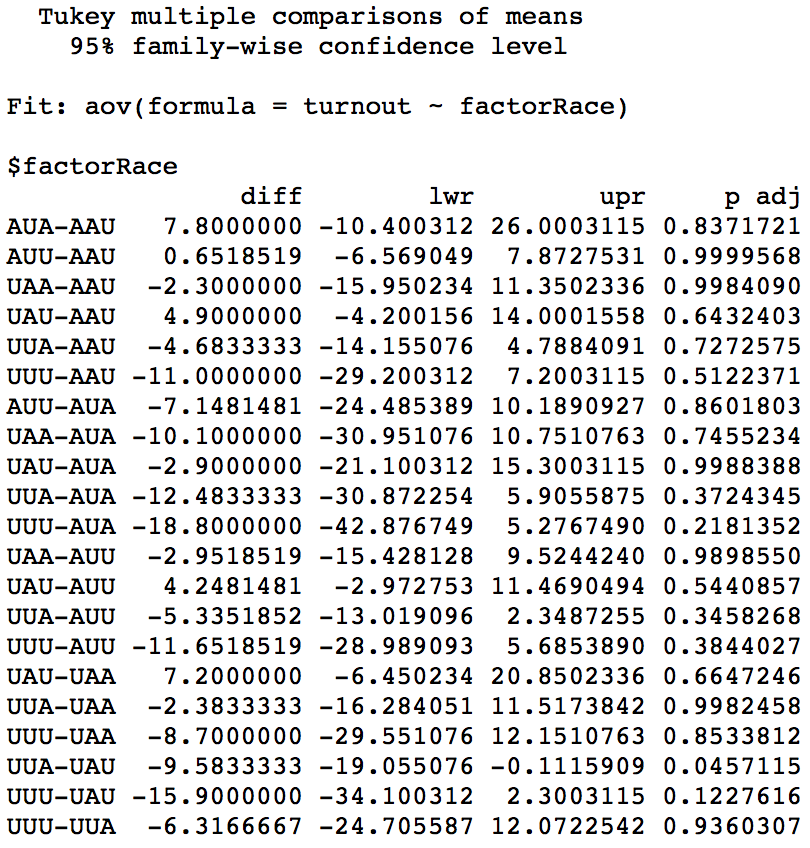 Tukey multiple comparisons of means
95% family-wise confidence level
Fit: aov(formula = turnout ~ factorRace)
$factorRace
diff lwr upr p adj
AUA-AAU 7.8000000 -10.400312 26.0003115 0.8371721
AUU-AAU 0.6518519 -6.569049 7.8727531 0.9999568
UAA-AAU -2.3000000 -15.950234 11.3502336 0.9984090
UAU-AAU 4.9000000 -4.200156 14.0001558 0.6432403
UUA-AAU -4.6833333 -14.155076 4.7884091 0.7272575
UUU-AAU -11.0000000 -29.200312 7.2003115 0.5122371
AUU-AUA -7.1481481 -24.485389 10.1890927 0.8601803
UAA-AUA -10.1000000 -30.951076 10.7510763 0.7455234
UAU-AUA -2.9000000 -21.100312 15.3003115 0.9988388
UUA-AUA -12.4833333 -30.872254 5.9055875 0.3724345
UUU-AUA -18.8000000 -42.876749 5.2767490 0.2181352
UAA-AUU -2.9518519 -15.428128 9.5244240 0.9898550
UAU-AUU 4.2481481 -2.972753 11.4690494 0.5440857
UUA-AUU -5.3351852 -13.019096 2.3487255 0.3458268
UUU-AUU -11.6518519 -28.989093 5.6853890 0.3844027
UAU-UAA 7.2000000 -6.450234 20.8502336 0.6647246
UUA-UAA -2.3833333 -16.284051 11.5173842 0.9982458
UUU-UAA -8.7000000 -29.551076 12.1510763 0.8533812
UUA-UAU -9.5833333 -19.055076 -0.1115909 0.0457115
UUU-UAU -15.9000000 -34.100312 2.3003115 0.1227616
UUU-UUA -6.3166667 -24.705587 12.0722542 0.9360307